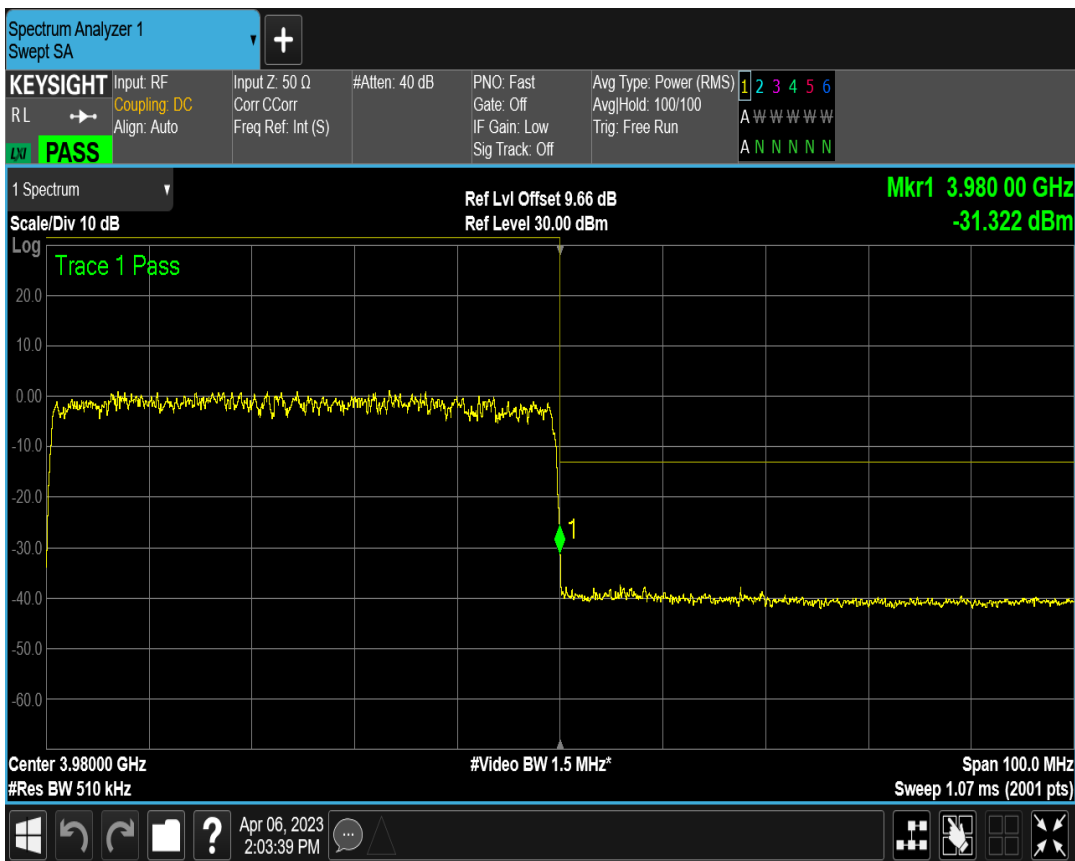 Spectrum Analyzer 1
Swept SA
+
KEYSIGHT
RL
LXI PASS
Input: RF
Coupling: DC
Align: Auto
Input Z: 50 Ω
Corr CCorr
Freq Ref: Int (S)
#Atten: 40 dB
PNO: Fast
Gate: Off
IF Gain: Low
Sig Track: Off
Avg Type: Power (RMS)
Avg|Hold: 100/100
Trig: Free Run
1 2 3 4 5 6
A W W W W W
A N N N N N
1 Spectrum
Scale/Div 10 dB
Ref Lvl Offset 9.66 dB
Ref Level 30.00 dBm
Mkr1 3.980 00 GHz
-31.322 dBm
Log
Trace 1 Pass
20.0
10.0
0.00
-10.0
-20.0
1
-30.0
-40.0
-50.0
-60.0
Center 3.98000 GHz
#Res BW 510 kHz
#Video BW 1.5 MHz*
Span 100.0 MHz
Sweep 1.07 ms (2001 pts)
?
Apr 06, 2023
2:03:39 PM